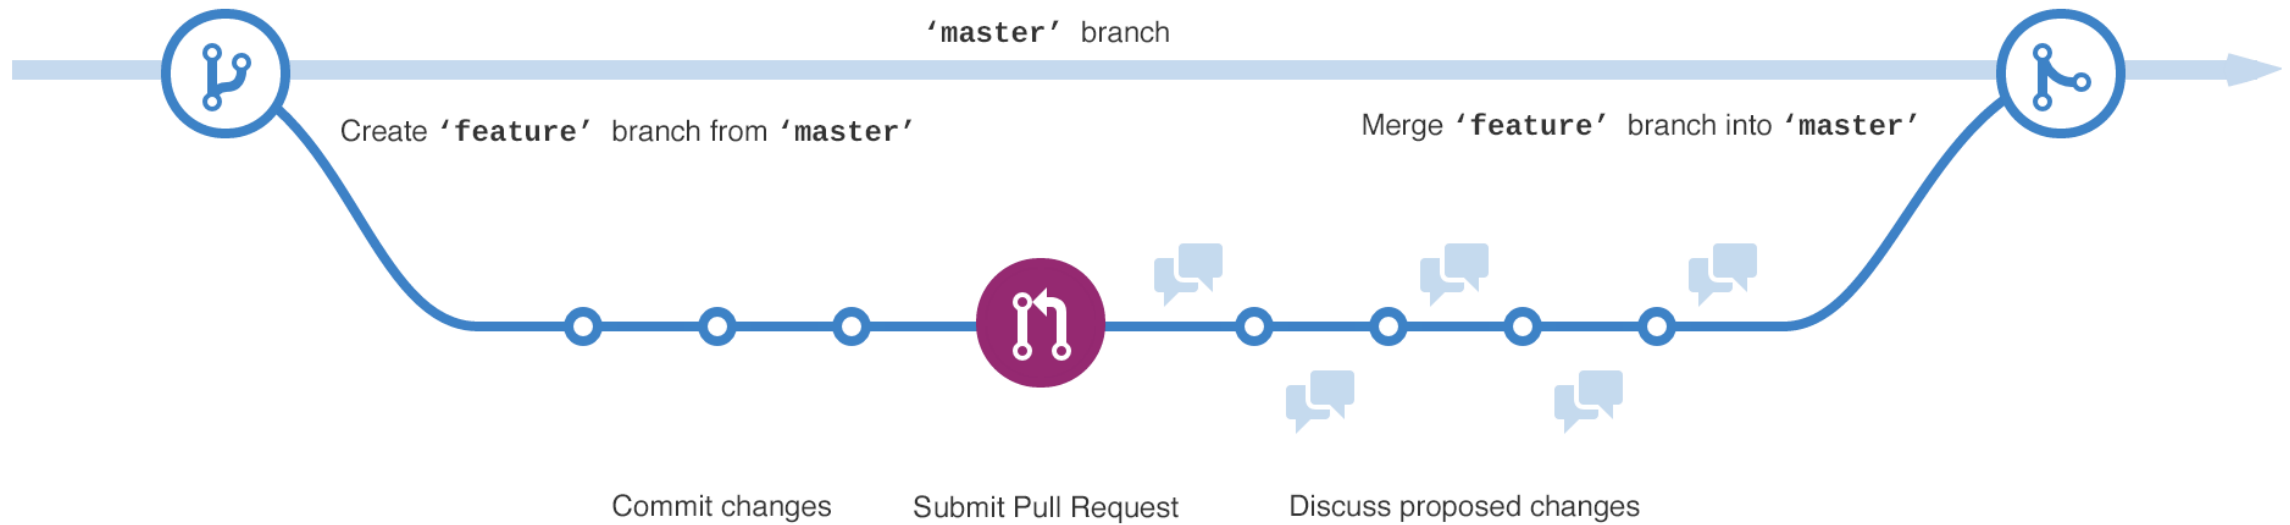 ‘master’ branch
Create ‘feature’ branch from ‘master’
Merge ‘feature’ branch into ‘master’
Commit changes
Submit Pull Request
Discuss proposed changes